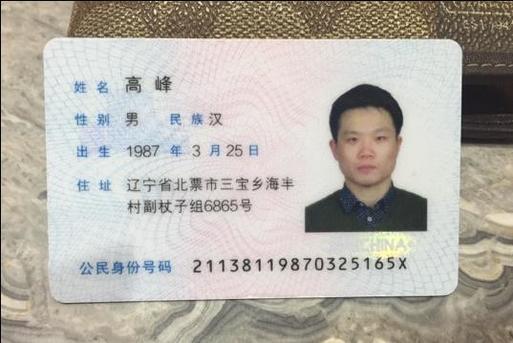 姓名 高峰
性别 男 民族 汉
出生 1987 年 3 月 25 日
住址 辽宁省北票市三宝乡海丰
村副杖子组6865号
CHINA
公民身份号码 21138119870325165X